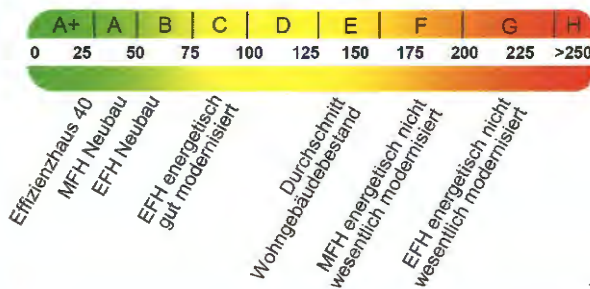 A+ A B C D E F G H
0 25 50 75 100 125 150 175 200 225 >250
Effizienzhaus 40
MFH Neubau
EFH Neubau
EFH energetisch
gut modernisiert
Durchschnitt
Wohngebäudebestand
MFH energetisch nicht
wesentlich modernisiert
EFH energetisch nicht
wesentlich modernisiert